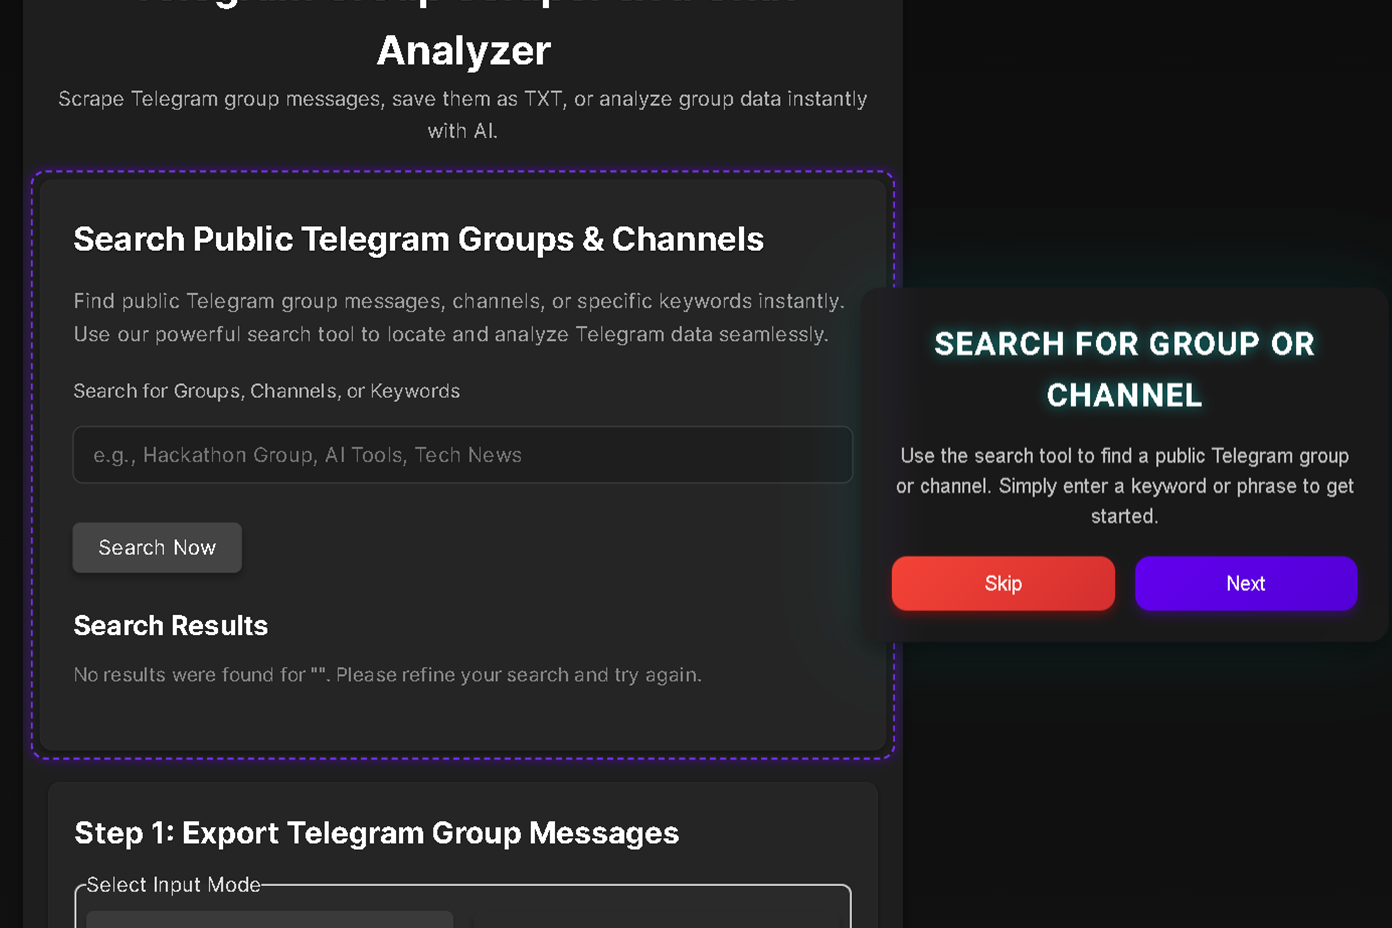 Analyzer
Scrape Telegram group messages, save them as TXT, or analyze group data instantly
with AI.
Search Public Telegram Groups & Channels
Find public Telegram group messages, channels, or specific keywords instantly.
Use our powerful search tool to locate and analyze Telegram data seamlessly.
Search for Groups, Channels, or Keywords
e.g., Hackathon Group, AI Tools, Tech News
Search Now
Search Results
No results were found for "". Please refine your search and try again.
SEARCH FOR GROUP OR
CHANNEL
Use the search tool to find a public Telegram group
or channel. Simply enter a keyword or phrase to get
started.
Skip
Next
Step 1: Export Telegram Group Messages
Select Input Mode